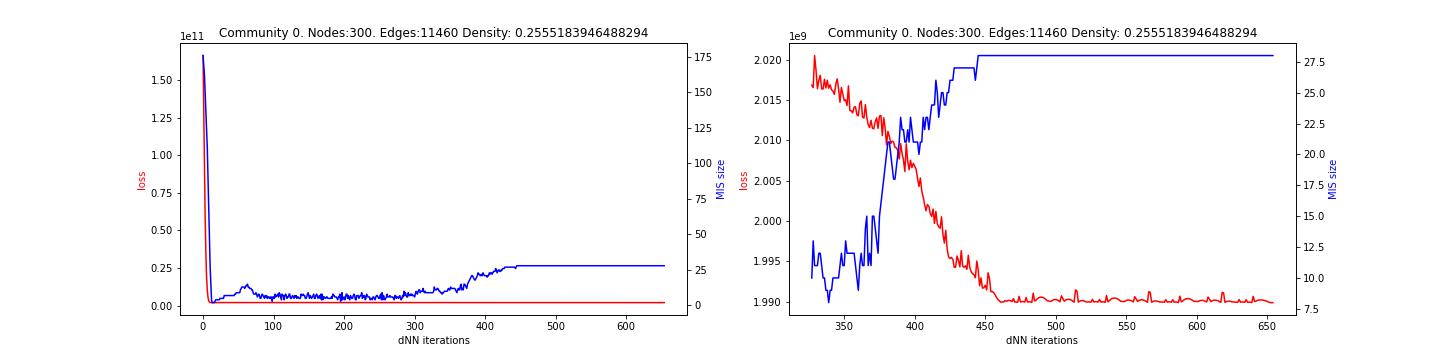 Community 0. Nodes:300. Edges:11460 Density: 0.2555183946488294
1e11
1.50
1.25
1.00
0.75
0.50
0.25
0.00
loss
175
150
125
100
75
50
25
0
MIS size
0 100 200 300 400 500 600
dNN iterations
Community 0. Nodes:300. Edges:11460 Density: 0.2555183946488294
1e9
2.020
2.015
2.010
2.005
2.000
1.995
1.990
loss
27.5
25.0
22.5
20.0
17.5
15.0
12.5
10.0
7.5
MIS size
350 400 450 500 550 600 650
dNN iterations